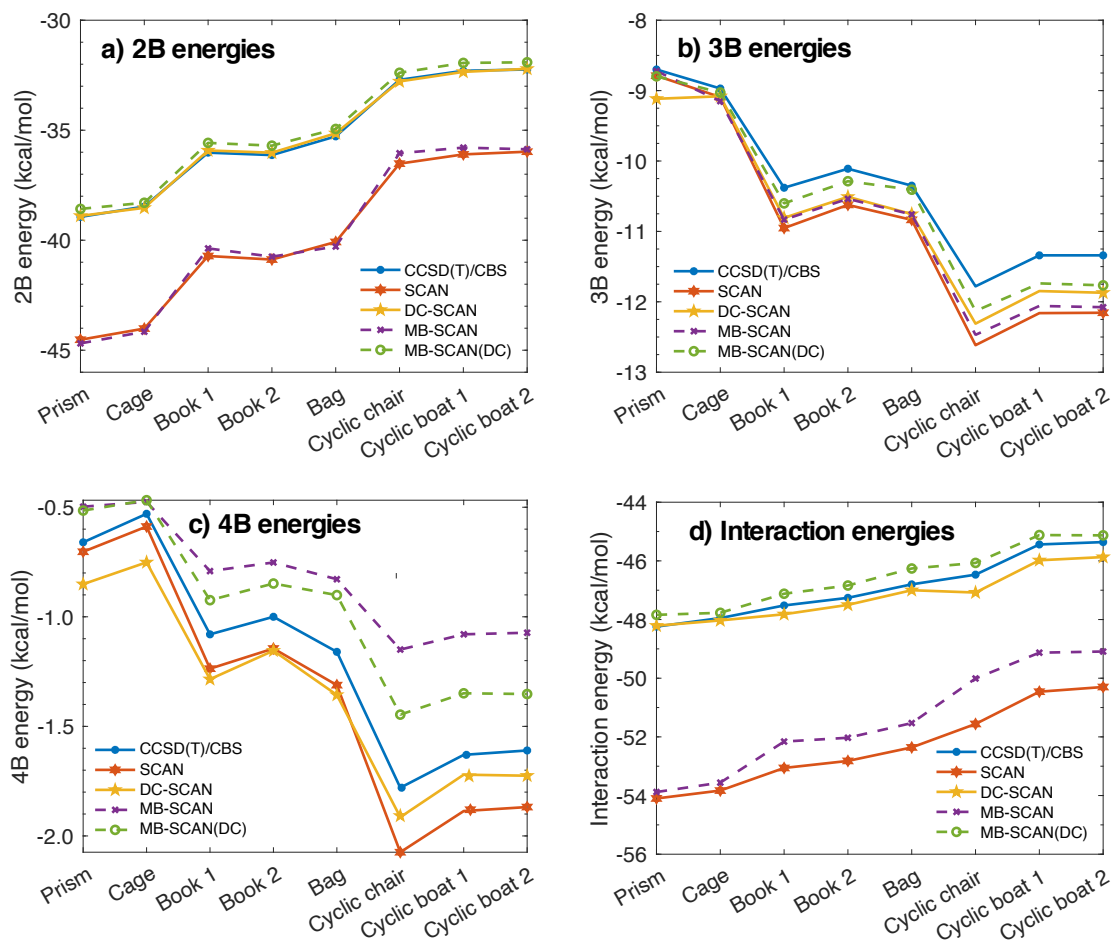 a) 2B energies
2B energy (kcal/mol)
-30
-35
-40
-45
CCSD(T)/CBS
SCAN
DC-SCAN
MB-SCAN
MB-SCAN(DC)
Prism
Cage
Book 1
Book 2
Bag
Cyclic chair
Cyclic boat 1
Cyclic boat 2
b) 3B energies
3B energy (kcal/mol)
-8
-9
-10
-11
-12
-13
CCSD(T)/CBS
SCAN
DC-SCAN
MB-SCAN
MB-SCAN(DC)
Prism
Cage
Book 1
Book 2
Bag
Cyclic chair
Cyclic boat 1
Cyclic boat 2
c) 4B energies
4B energy (kcal/mol)
-0.5
-1.0
-1.5
-2.0
CCSD(T)/CBS
SCAN
DC-SCAN
MB-SCAN
MB-SCAN(DC)
Prism
Cage
Book 1
Book 2
Bag
Cyclic chair
Cyclic boat 1
Cyclic boat 2
d) Interaction energies
Interaction energy (kcal/mol)
-44
-46
-48
-50
-52
-54
-56
CCSD(T)/CBS
SCAN
DC-SCAN
MB-SCAN
MB-SCAN(DC)
Prism
Cage
Book 1
Book 2
Bag
Cyclic chair
Cyclic boat 1
Cyclic boat 2